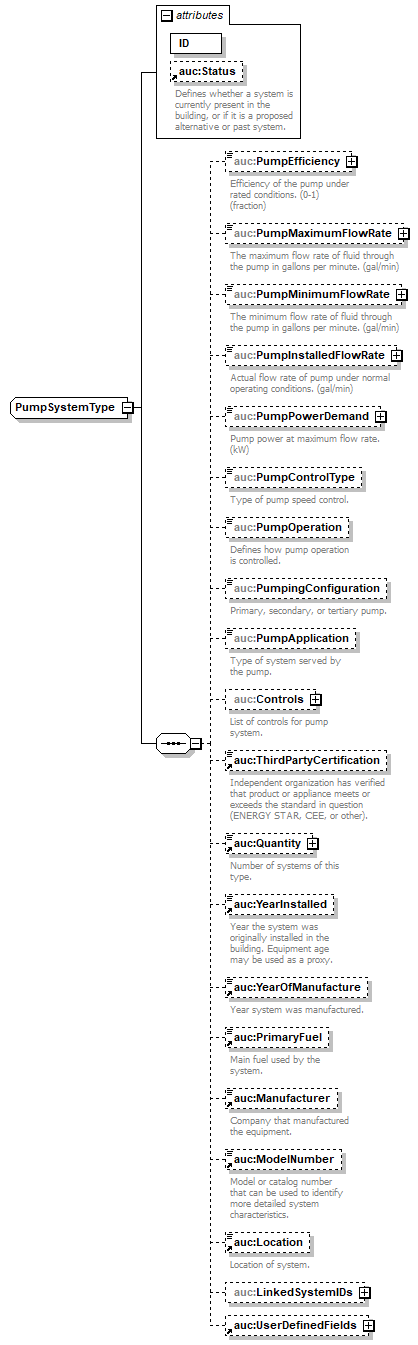 attributes
ID
auc:Status
Defines whether a system is
currently present in the
building, or if it is a proposed
alternative or past system.
auc:PumpEfficiency
Efficiency of the pump under
rated conditions. (0-1)
(fraction)
auc:PumpMaximumFlowRate
The maximum flow rate of fluid through
the pump in gallons per minute. (gal/min)
auc:PumpMinimumFlowRate
The minimum flow rate of fluid through
the pump in gallons per minute. (gal/min)
auc:PumpInstalledFlowRate
Actual flow rate of pump under normal
operating conditions. (gal/min)
PumpSystemType
auc:PumpPowerDemand
Pump power at maximum flow rate.
(kW)
auc:PumpControlType
Type of pump speed control.
auc:PumpOperation
Defines how pump operation
is controlled.
auc:PumpingConfiguration
Primary, secondary, or tertiary pump.
auc:PumpApplication
Type of system served by
the pump.
auc:Controls
List of controls for pump
system.
auc:ThirdPartyCertification
Independent organization has verified
that product or appliance meets or
exceeds the standard in question
(ENERGY STAR, CEE, or other).
auc:Quantity
Number of systems of this
type.
auc:YearInstalled
Year the system was
originally installed in the
building. Equipment age
may be used as a proxy.
auc:YearOfManufacture
Year system was manufactured.
auc:PrimaryFuel
Main fuel used by the
system.
auc:Manufacturer
Company that manufactured
the equipment.
auc:ModelNumber
Model or catalog number
that can be used to identify
more detailed system
characteristics.
auc:Location
Location of system.
auc:LinkedSystemIDs
auc:UserDefinedFields